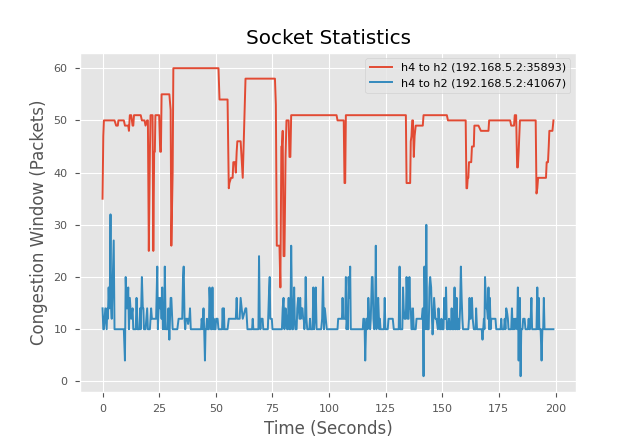 Socket Statistics
h4 to h2 (192.168.5.2:35893)
h4 to h2 (192.168.5.2:41067)
Congestion Window (Packets)
60
50
40
30
20
10
0
0 25 50 75 100 125 150 175 200
Time (Seconds)